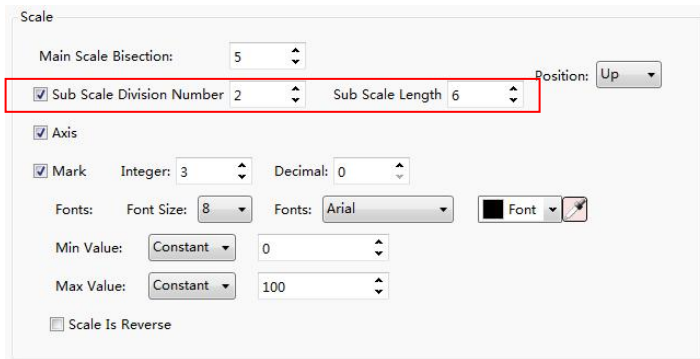 Scale
Main Scale Bisection: 5
Position: Up
Sub Scale Division Number 2 Sub Scale Length 6
Axis
Mark Integer: 3 Decimal: 0
Fonts: Font Size: 8 Fonts: Arial Font
Min Value: Constant 0
Max Value: Constant 100
Scale Is Reverse